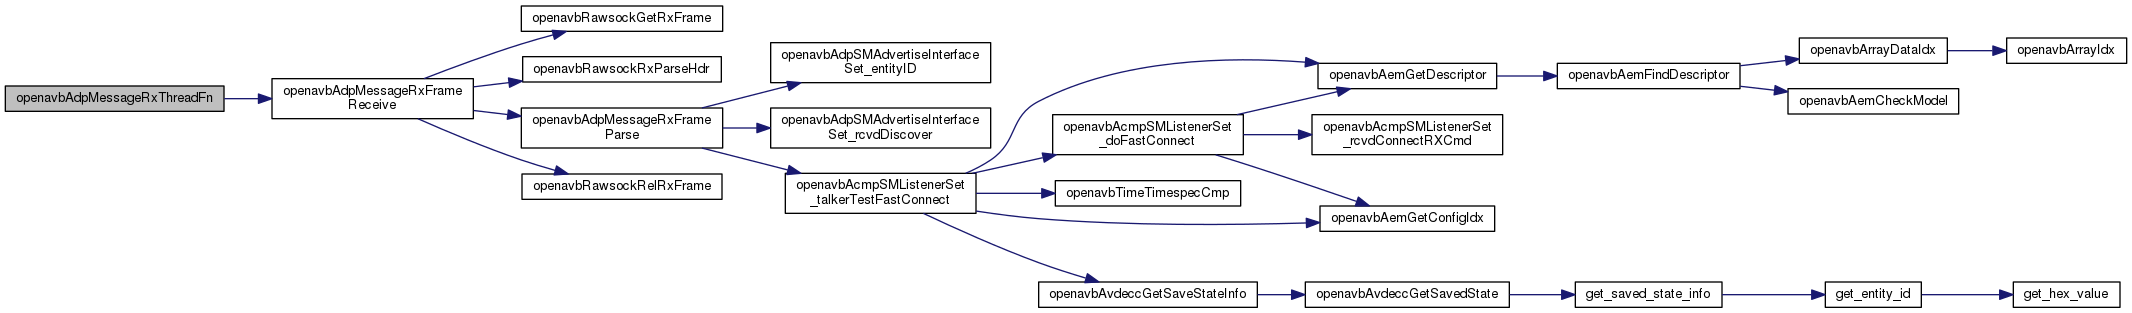 openavbAdpMessageRxThreadFn
openavbAdpMessageRxFrame
Receive
openavbRawsockGetRxFrame
openavbRawsockRxParseHdr
openavbAdpMessageRxFrame
Parse
openavbRawsockRelRxFrame
openavbAdpSMAdvertiseInterface
Set_entityID
openavbAdpSMAdvertiseInterface
Set_rcvdDiscover
openavbAcmpSMListenerSet
_talkerTestFastConnect
openavbAcmpSMListenerSet
_doFastConnect
openavbTimeTimespecCmp
openavbAvdeccGetSaveStateInfo
openavbAemGetDescriptor
openavbAcmpSMListenerSet
_rcvdConnectRXCmd
openavbAemGetConfigIdx
openavbAvdeccGetSavedState
openavbAemFindDescriptor
get_saved_state_info
openavbArrayDataIdx
openavbAemCheckModel
get_entity_id
openavbArrayIdx
get_hex_value